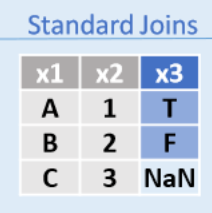 Standard Joins
x1 x2 x3
A 1 T
B 2 F
C 3 NaN